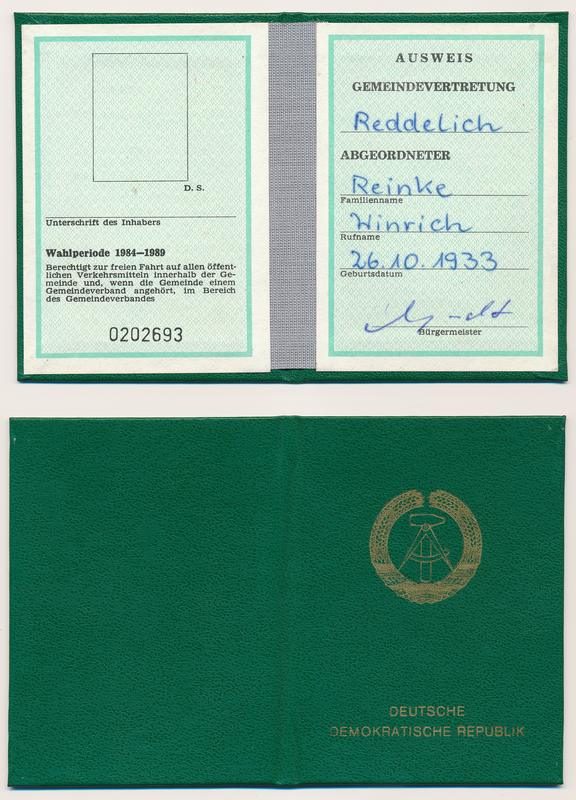 D. S.
Unterschrift des Inhabers
Wahlperiode 1984—1989
Berechtigt zur freien Fahrt auf allen öffent-
lichen Verkehrsmitteln innerhalb der Ge-
meinde und, wenn die Gemeinde einem
Gemeindeverband angehört, im Bereich
des Gemeindeverbandes
0202693
AUSWEIS
GEMEINDEVERTRETUNG
Reddelich
ABGEORDNETER
Reinke
Familienname
Winrich
Rufname
26.10.1933
Geburtsdatum
Bürgermeister
DEUTSCHE
DEMOKRATISCHE REPUBLIK